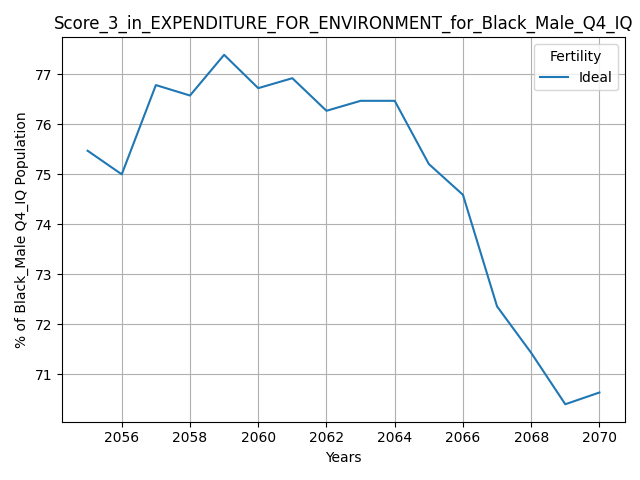 Score_3_in_EXPENDITURE_FOR_ENVIRONMENT_for_Black_Male_Q4_IQ
Fertility
Ideal
% of Black_Male Q4_IQ Population
77
76
75
74
73
72
71
2056 2058 2060 2062 2064 2066 2068 2070
Years